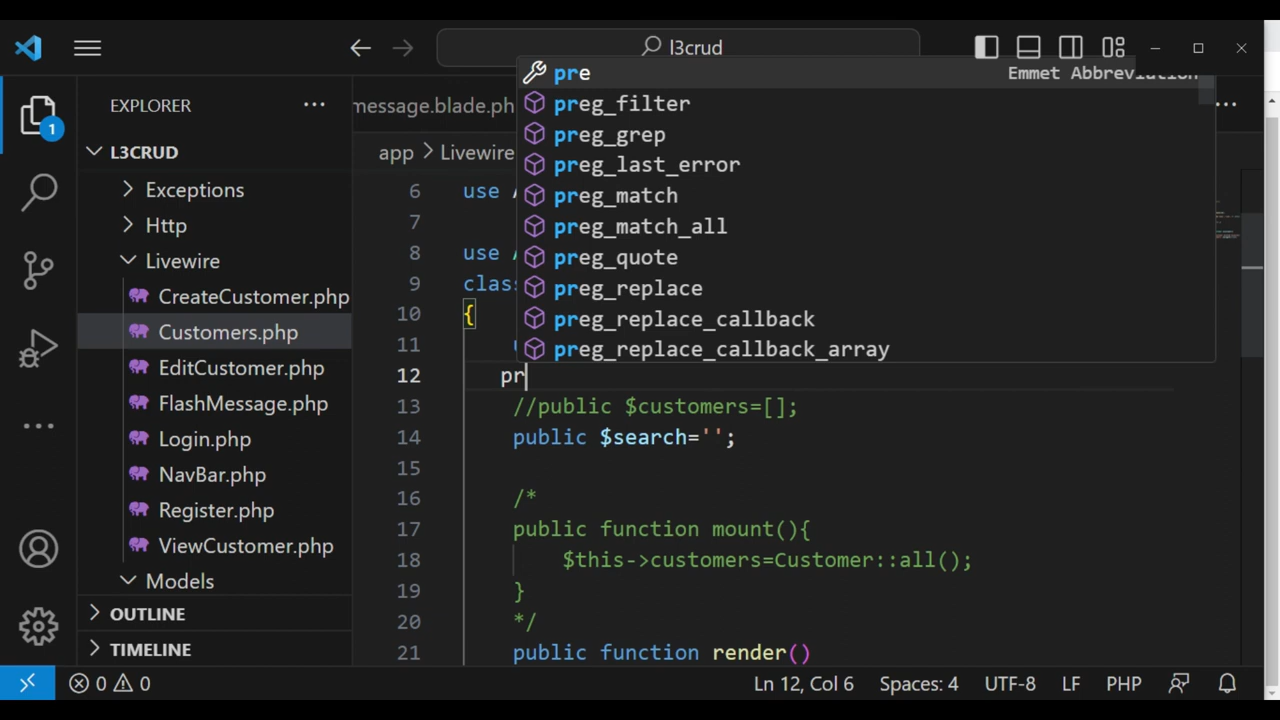 l3crud
EXPLORER
1
L3CRUD
Exceptions
Http
Livewire
CreateCustomer.php
Customers.php
EditCustomer.php
FlashMessage.php
Login.php
NavBar.php
Register.php
ViewCustomer.php
Models
OUTLINE
TIMELINE
message.blade.ph
app > Livewire
pre Emmet Abbreviation
preg_filter
preg_grep
preg_last_error
preg_match
preg_match_all
preg_quote
preg_replace
preg_replace_callback
preg_replace_callback_array
6 use
7
8 use
9 clas
10 {
11
12 pr
13 //public $customers=[];
14 public $search='';
15
16 /*
17 public function mount(){
18 $this->customers=Customer::all();
19 }
20 */
21 public function render()
0 0 Ln 12, Col 6 Spaces: 4 UTF-8 LF PHP